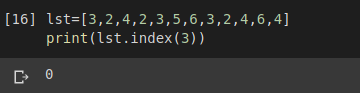 [16] lst=[3,2,4,2,3,5,6,3,2,4,6,4]
print(lst.index(3))
0